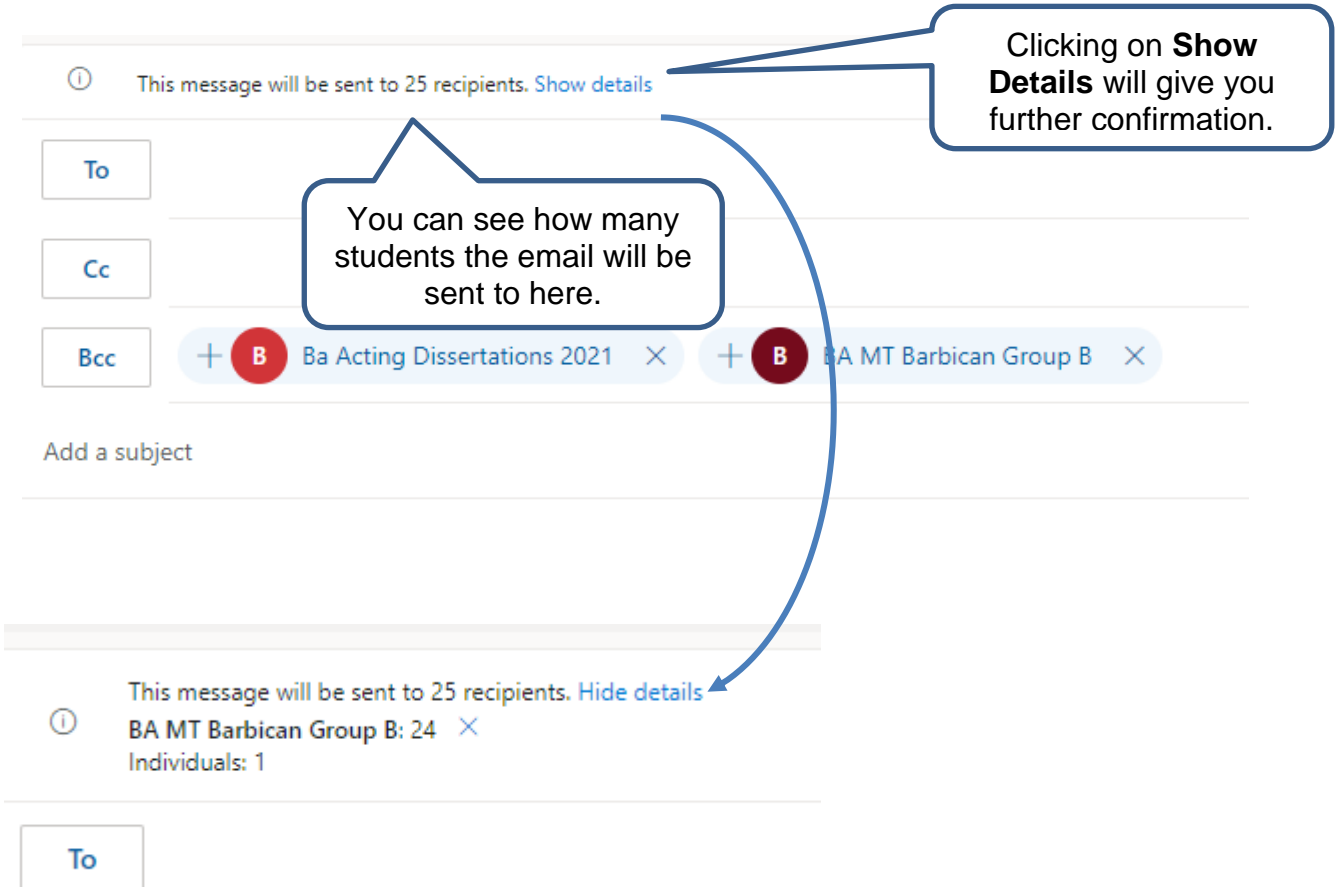 Clicking on Show
Details will give you
further confirmation.
This message will be sent to 25 recipients. Show details
To
You can see how many
students the email will be
sent to here.
Cc
Bcc
B Ba Acting Dissertations 2021
B BA MT Barbican Group B
Add a subject
This message will be sent to 25 recipients. Hide details
BA MT Barbican Group B: 24
Individuals: 1
To